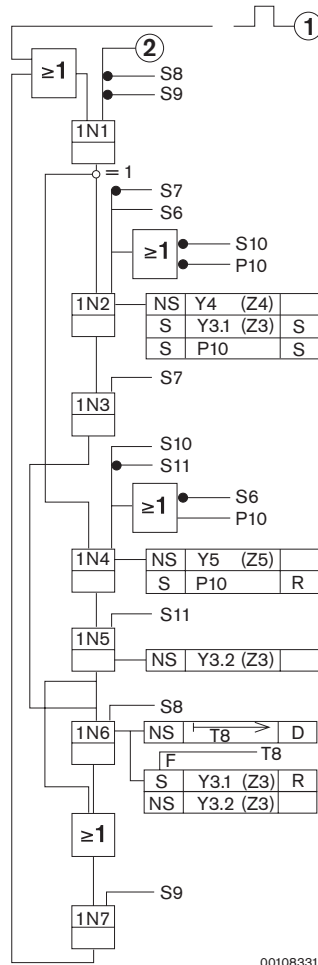 1
≥1
2
S8
S9
1N1
= 1
S7
S6
≥1
S10
P10
1N2
NS Y4 (Z4)
S Y3.1 (Z3) S
S P10 S
S7
1N3
S10
S11
≥1
S6
P10
1N4
NS Y5 (Z5)
S P10 R
S11
1N5
NS Y3.2 (Z3)
S8
1N6
NS T8 D
F T8
S Y3.1 (Z3) R
NS Y3.2 (Z3)
≥1
S9
1N7
00108331